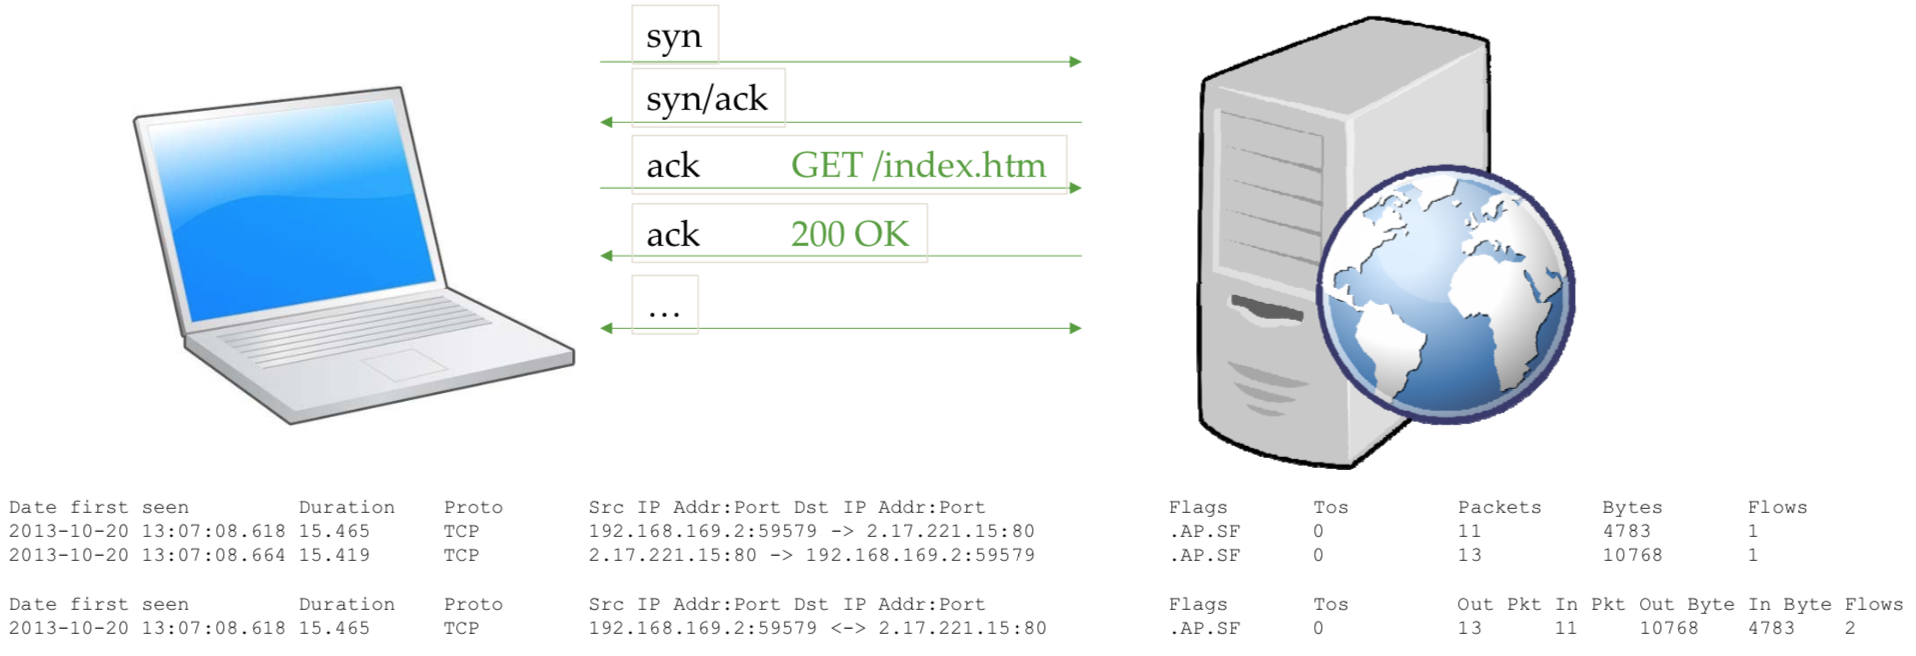 syn
syn/ack
ack GET /index.htm
ack 200 OK
...
Date first seen Duration Proto Src IP Addr:Port Dst IP Addr:Port Flags Tos Packets Bytes Flows
2013-10-20 13:07:08.618 15.465 TCP 192.168.169.2:59579 -> 2.17.221.15:80 .AP.SF 0 11 4783 1
2013-10-20 13:07:08.664 15.419 TCP 2.17.221.15:80 -> 192.168.169.2:59579 .AP.SF 0 13 10768 1
Date first seen Duration Proto Src IP Addr:Port Dst IP Addr:Port Flags Tos Out Pkt In Pkt Out Byte In Byte Flows
2013-10-20 13:07:08.618 15.465 TCP 192.168.169.2:59579 <-> 2.17.221.15:80 .AP.SF 0 13 11 10768 4783 2